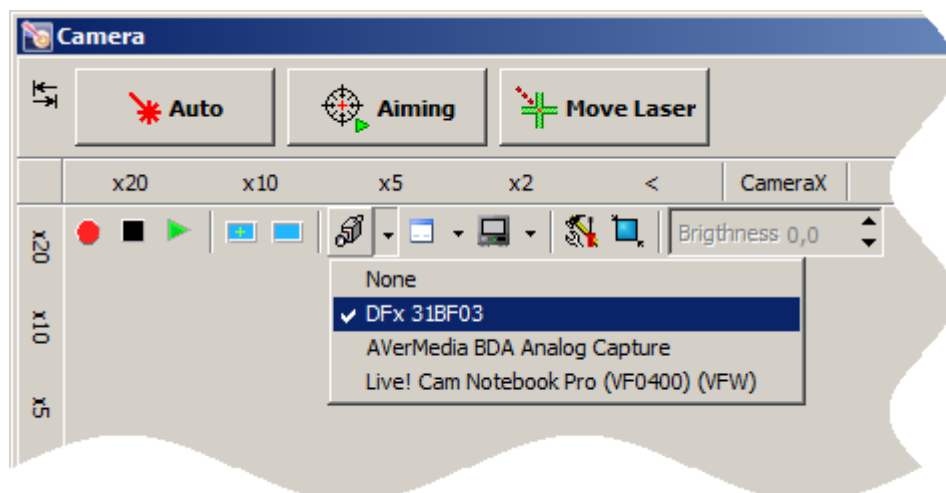 Camera
Auto Aiming Move Laser
x20 x10 x5 x2 < CameraX
x20 Brigthness 0,0
None
DFx 31BF03
x10
AVerMedia BDA Analog Capture
Live! Cam Notebook Pro (VF0400) (VFW)
x5